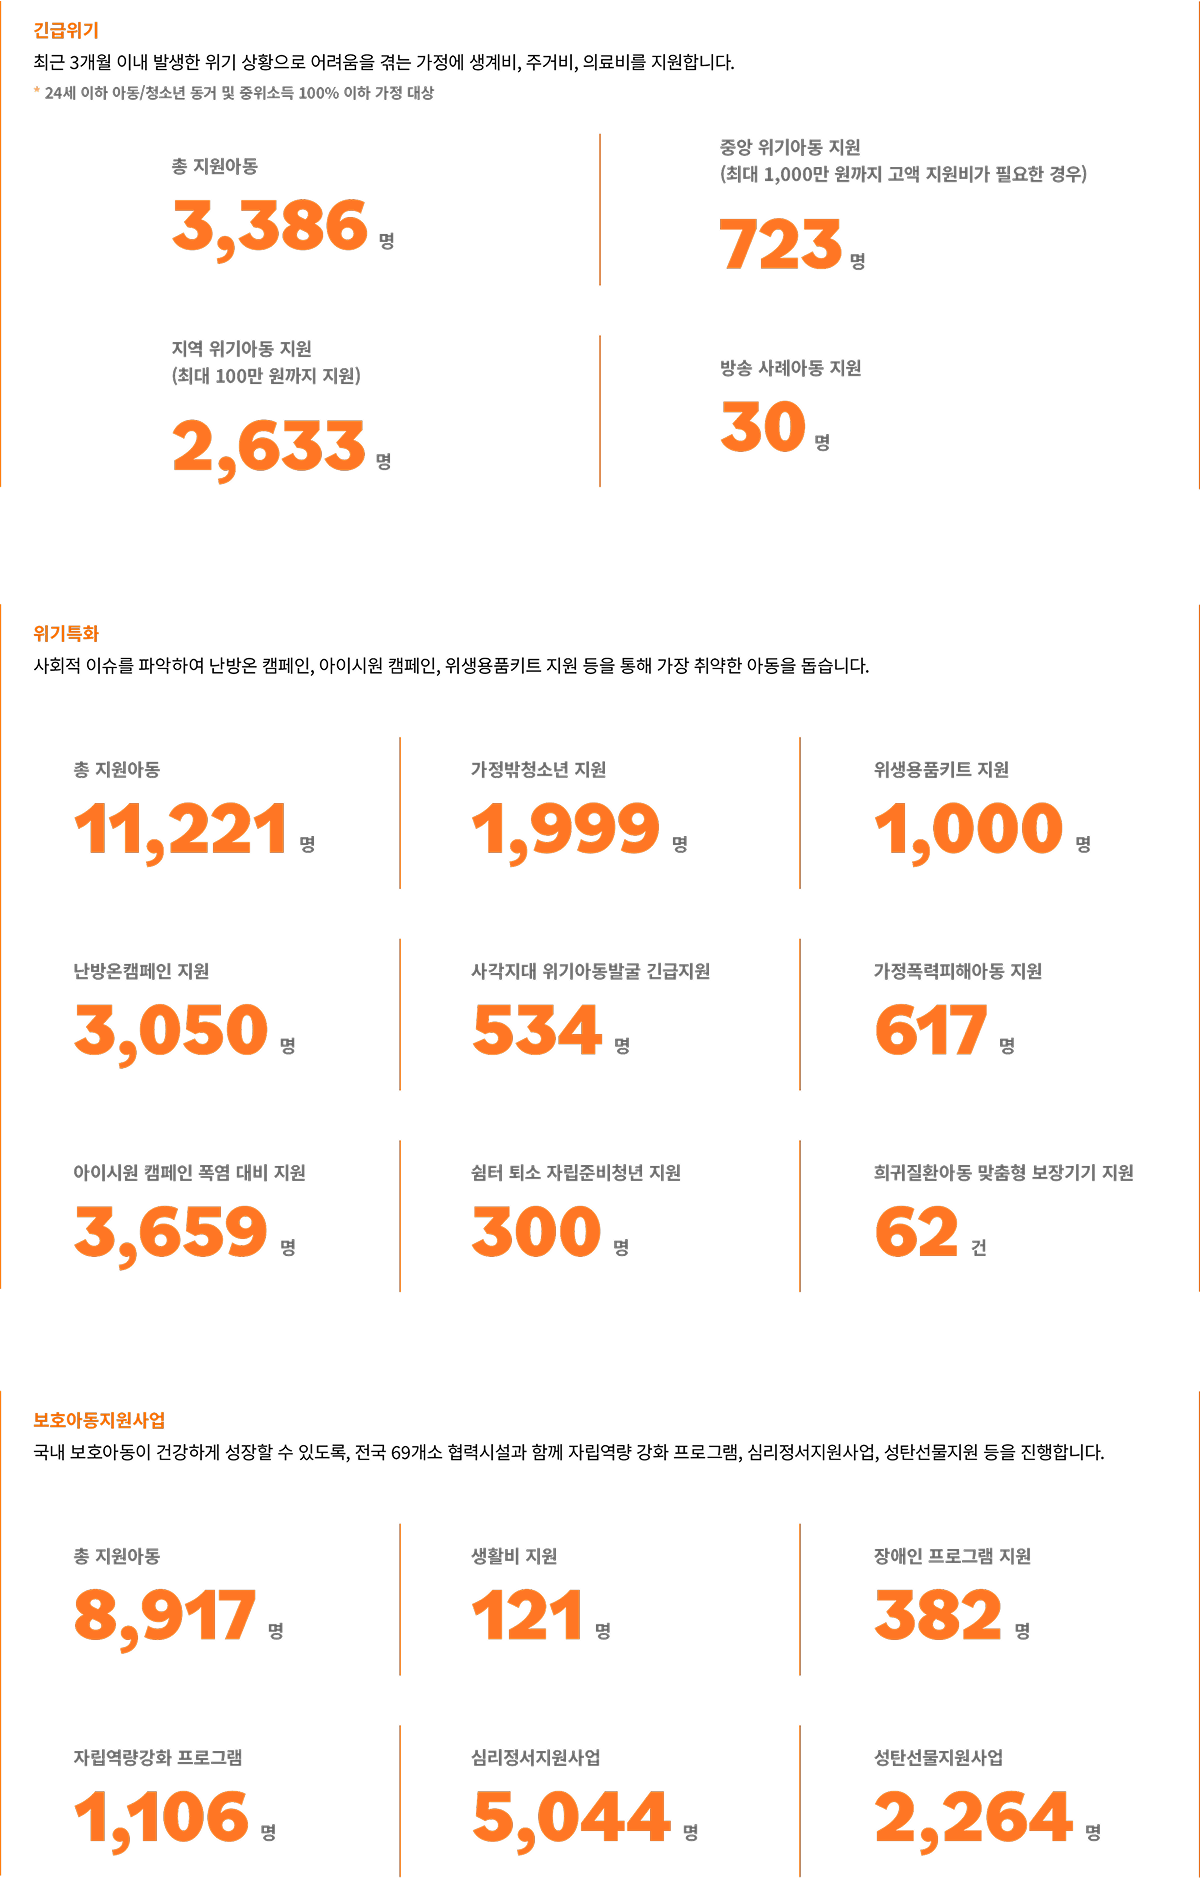 긴급위기
최근 3개월 이내 발생한 위기 상황으로 어려움을 겪는 가정에 생계비, 주거비, 의료비를 지원합니다.
* 24세 이하 아동/청소년 동거 및 중위소득 100% 이하 가정 대상
총 지원아동
3,386 명
중앙 위기아동 지원
(최대 1,000만 원까지 고액 지원비가 필요한 경우)
723 명
지역 위기아동 지원
(최대 100만 원까지 지원)
2,633 명
방송 사례아동 지원
30 명
위기특화
사회적 이슈를 파악하여 난방온 캠페인, 아이시원 캠페인, 위생용품키트 지원 등을 통해 가장 취약한 아동을 돕습니다.
총 지원아동
11,221 명
가정밖청소년 지원
1,999 명
위생용품키트 지원
1,000 명
난방온캠페인 지원
3,050 명
사각지대 위기아동발굴 긴급지원
534 명
가정폭력피해아동 지원
617 명
아이시원 캠페인 폭염 대비 지원
3,659 명
쉼터 퇴소 자립준비청년 지원
300 명
희귀질환아동 맞춤형 보장기기 지원
62 건
보호아동지원사업
국내 보호아동이 건강하게 성장할 수 있도록, 전국 69개소 협력시설과 함께 자립역량 강화 프로그램, 심리정서지원사업, 성탄선물지원 등을 진행합니다.
총 지원아동
8,917 명
생활비 지원
121 명
장애인 프로그램 지원
382 명
자립역량강화 프로그램
1,106 명
심리정서지원사업
5,044 명
성탄선물지원사업
2,264 명